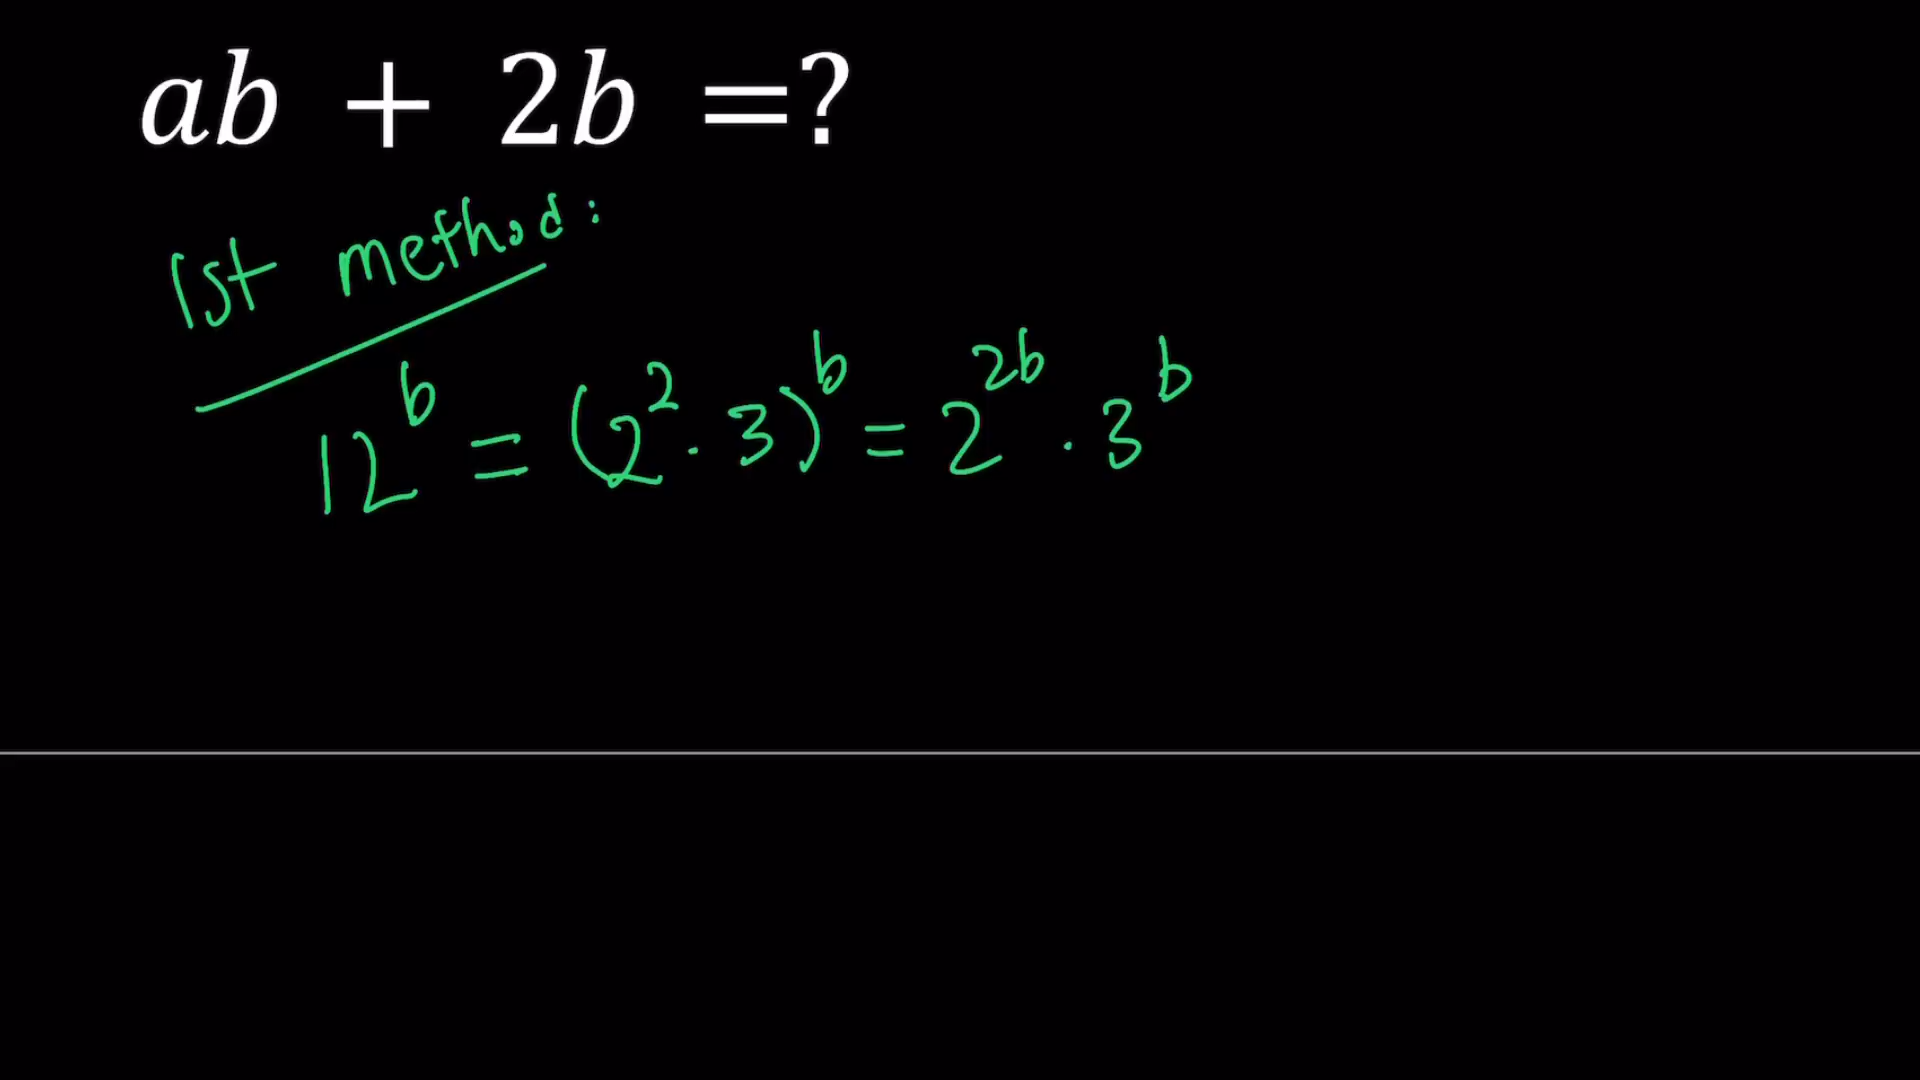 ab + 2b =?
1st method:
12^b = (2^2 · 3)^b = 2^{2b} · 3^b